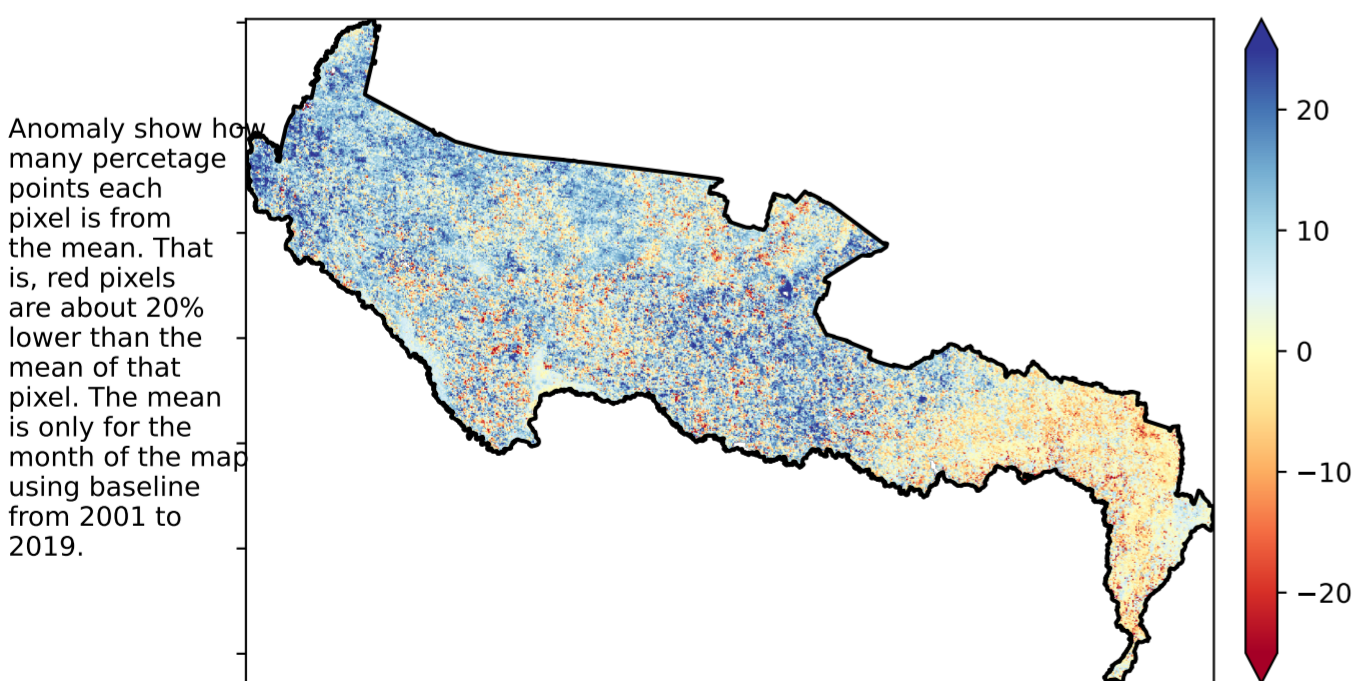 Anomaly show how
many percetage
points each
pixel is from
the mean. That
is, red pixels
are about 20%
lower than the
mean of that
pixel. The mean
is only for the
month of the map
using baseline
from 2001 to
2019.
20
10
0
−10
−20